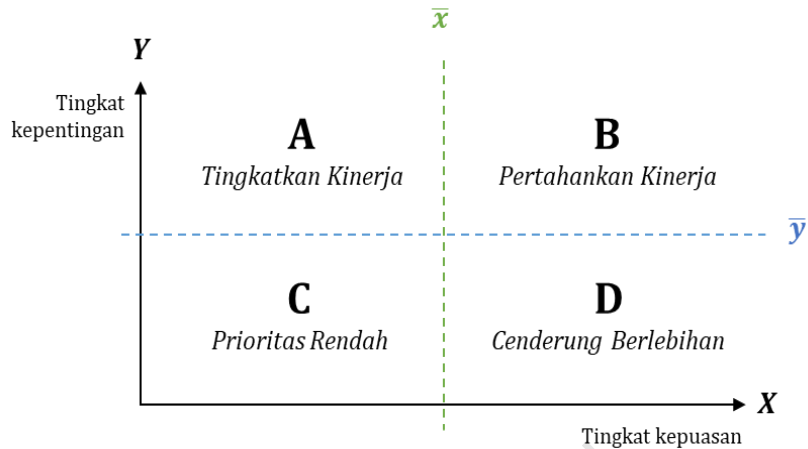 x̅
Y
Tingkat
kepentingan
A
Tingkatkan Kinerja
B
Pertahankan Kinerja
y̅
C
Prioritas Rendah
D
Cenderung Berlebihan
X
Tingkat kepuasan